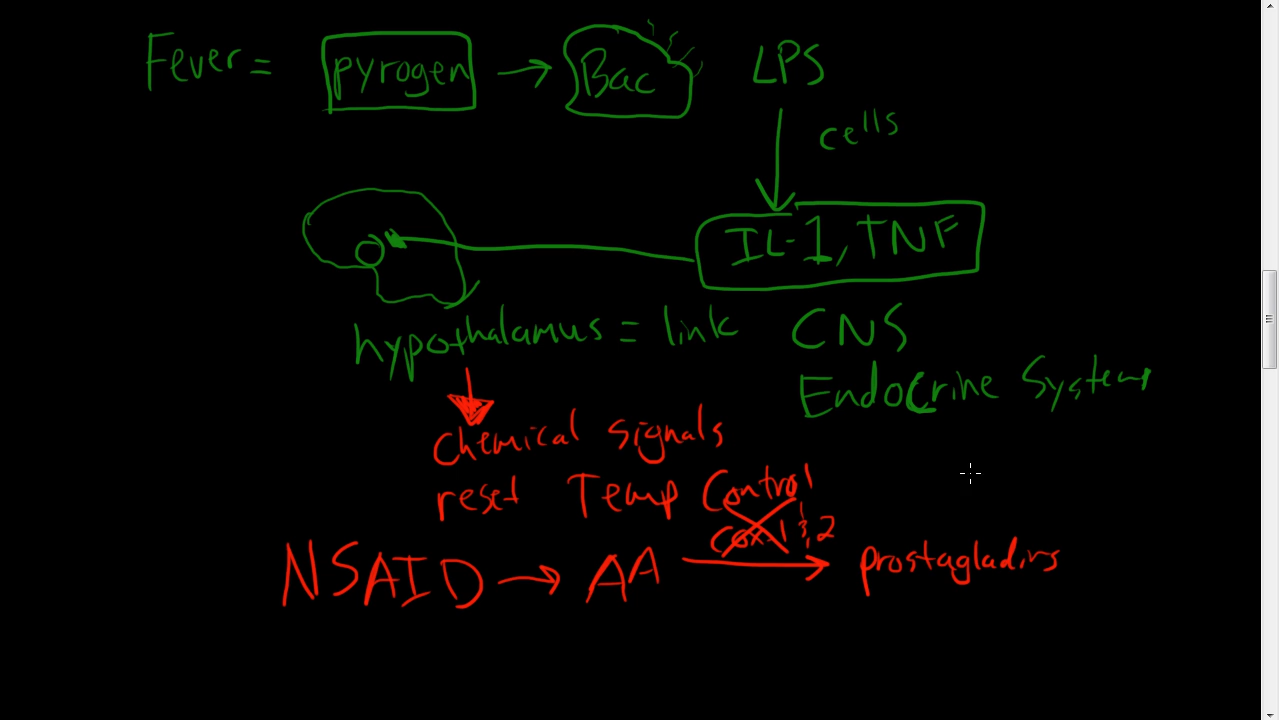 Fever = pyrogen → Bac LPS
cells
IL-1, TNF
hypothalamus = link CNS
Endocrine System
Chemical signals
reset Temp Control
Cox-1 & 2
NSAID → AA → prostagladins